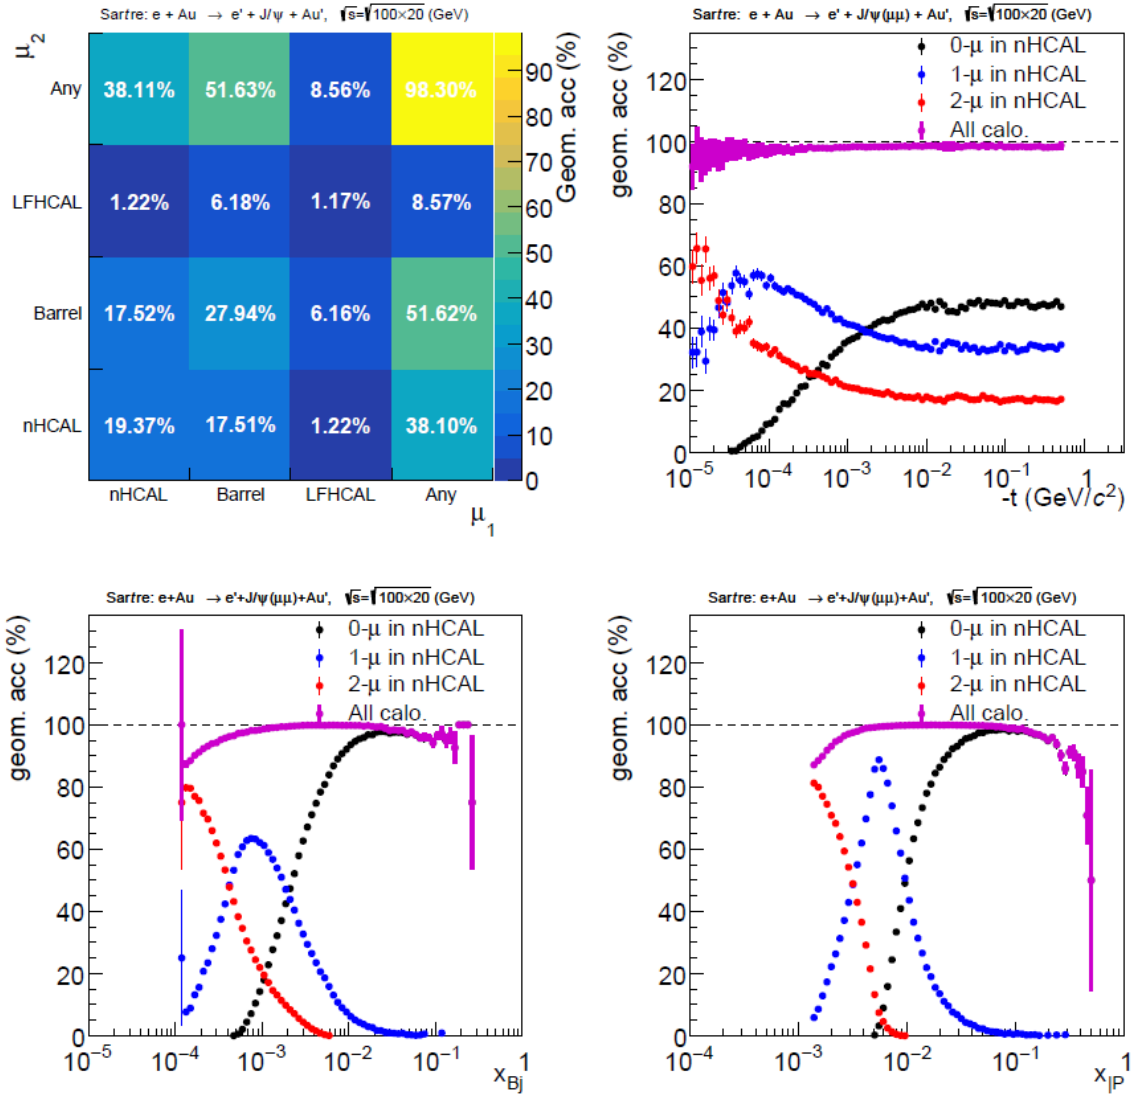 Sartre: e + Au → e' + J/ψ + Au', √s=√100×20 (GeV)
μ2
Any
LFHCAL
Barrel
nHCAL
38.11% 51.63% 8.56% 98.30%
1.22% 6.18% 1.17% 8.57%
17.52% 27.94% 6.16% 51.62%
19.37% 17.51% 1.22% 38.10%
nHCAL Barrel LFHCAL Any
μ1
Geom. acc (%)
90
80
70
60
50
40
30
20
10
0
Sartre: e + Au → e' + J/ψ(μμ) + Au', √s=√100×20 (GeV)
geom. acc (%)
0-μ in nHCAL
1-μ in nHCAL
2-μ in nHCAL
All calo.
120
100
80
60
40
20
0
10⁻⁵ 10⁻⁴ 10⁻³ 10⁻² 10⁻¹ 1
-t (GeV/c²)
Sartre: e+Au → e'+J/ψ(μμ)+Au', √s=√100×20 (GeV)
geom. acc (%)
0-μ in nHCAL
1-μ in nHCAL
2-μ in nHCAL
All calo.
120
100
80
60
40
20
0
10⁻⁵ 10⁻⁴ 10⁻³ 10⁻² 10⁻¹ 1
xBj
Sartre: e+Au → e'+J/ψ(μμ)+Au', √s=√100×20 (GeV)
geom. acc (%)
0-μ in nHCAL
1-μ in nHCAL
2-μ in nHCAL
All calo.
120
100
80
60
40
20
0
10⁻⁴ 10⁻³ 10⁻² 10⁻¹ 1
x|P